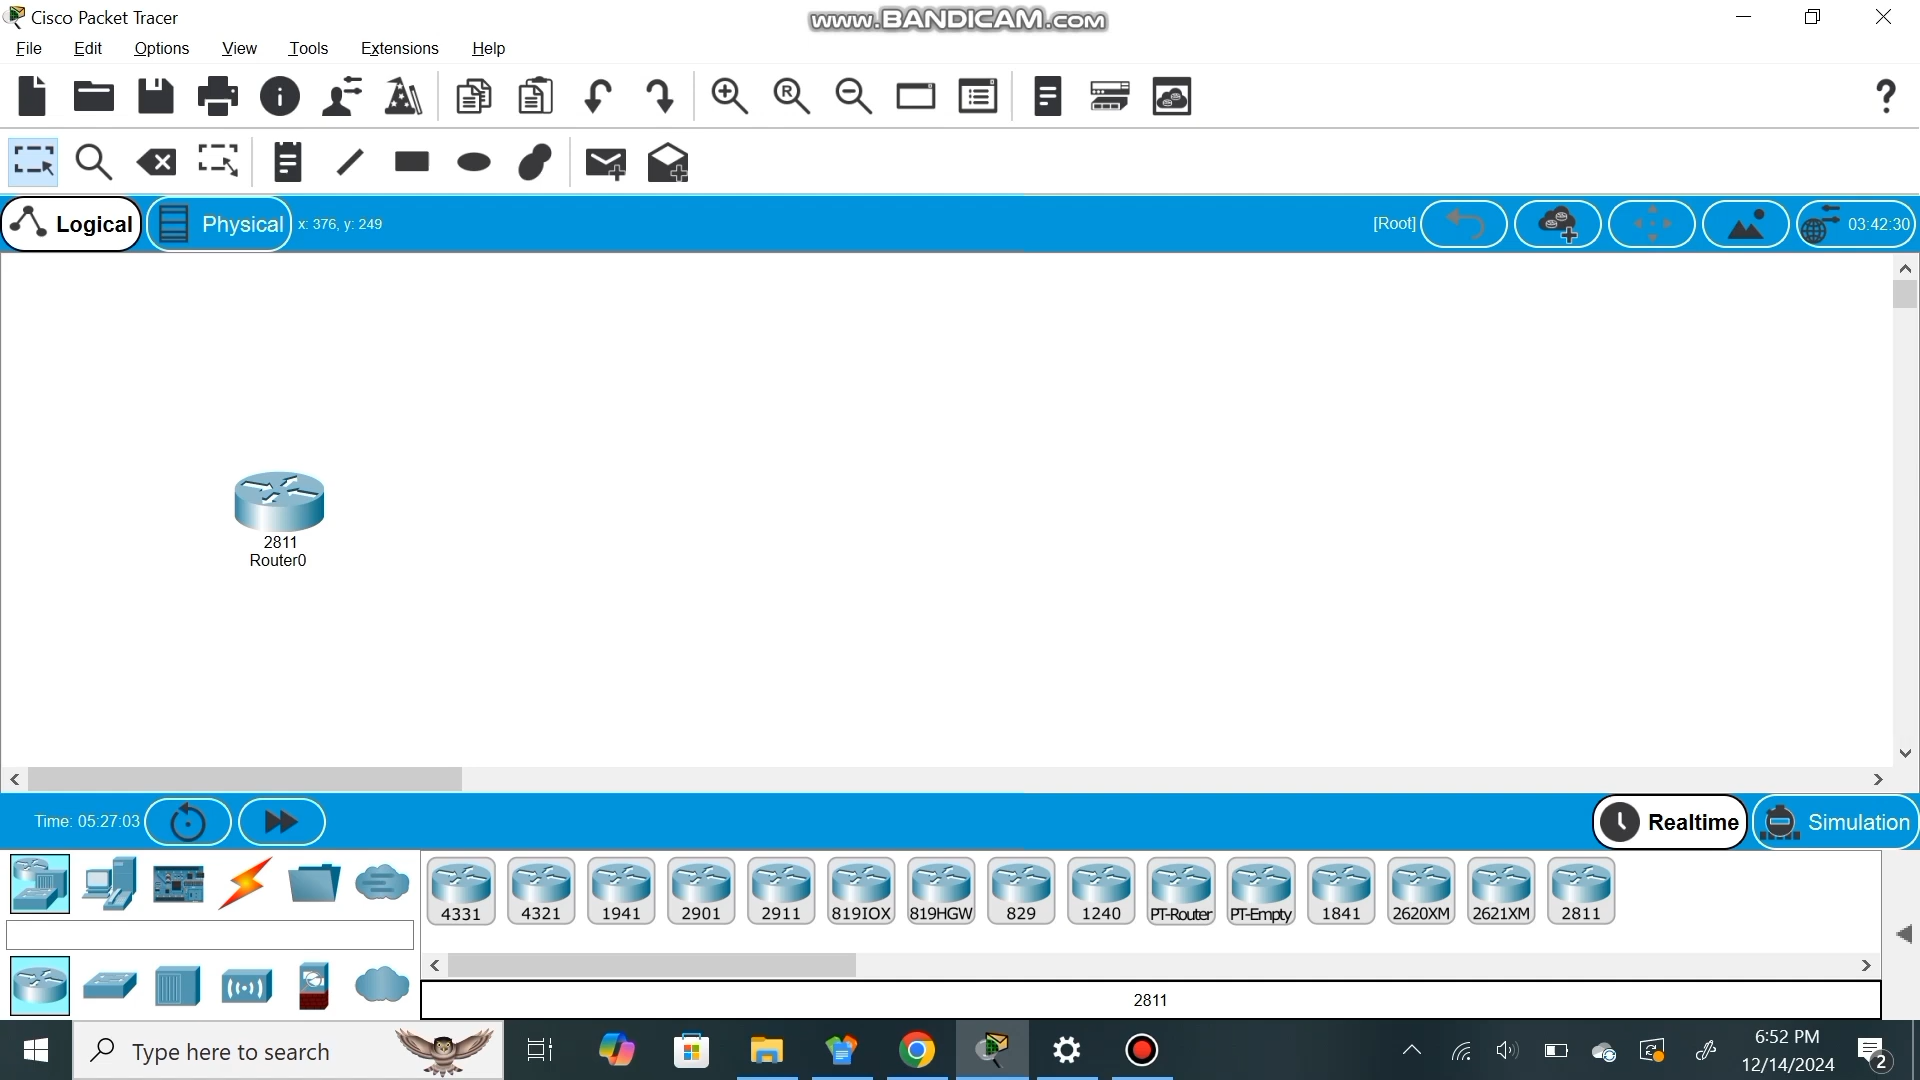 Cisco Packet Tracer
www.BANDICAM.com
File Edit Options View Tools Extensions Help
Logical
Physical
x: 376, y: 249
[Root]
03:42:30
2811
Router0
Time: 05:27:03
Realtime
Simulation
4331 4321 1941 2901 2911 819IOX 819HGW 829 1240 PT-Router PT-Empty 1841 2620XM 2621XM 2811
2811
Type here to search
6:52 PM
12/14/2024
2